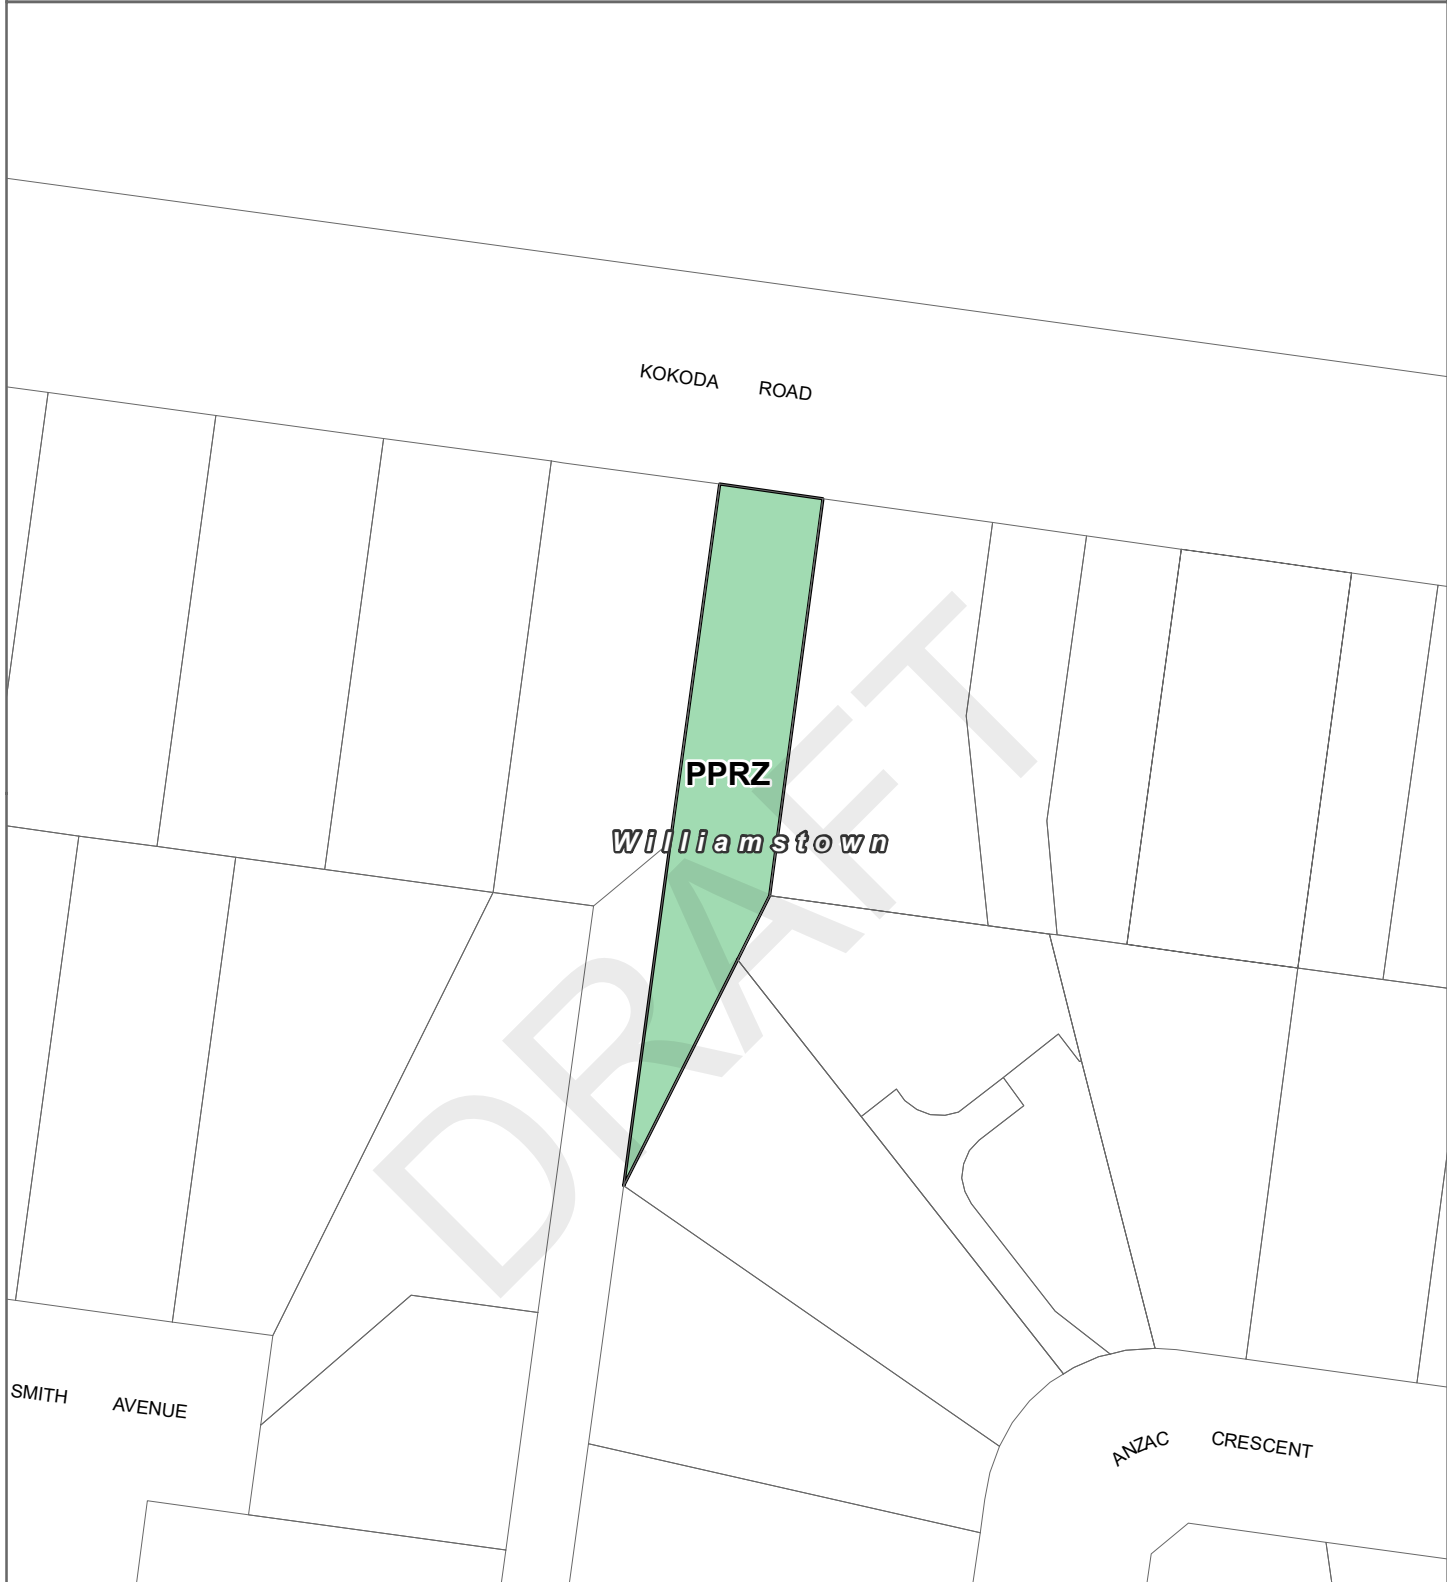 KOKODA ROAD
PPRZ
Williamstown
DRAFT
SMITH AVENUE
ANZAC CRESCENT